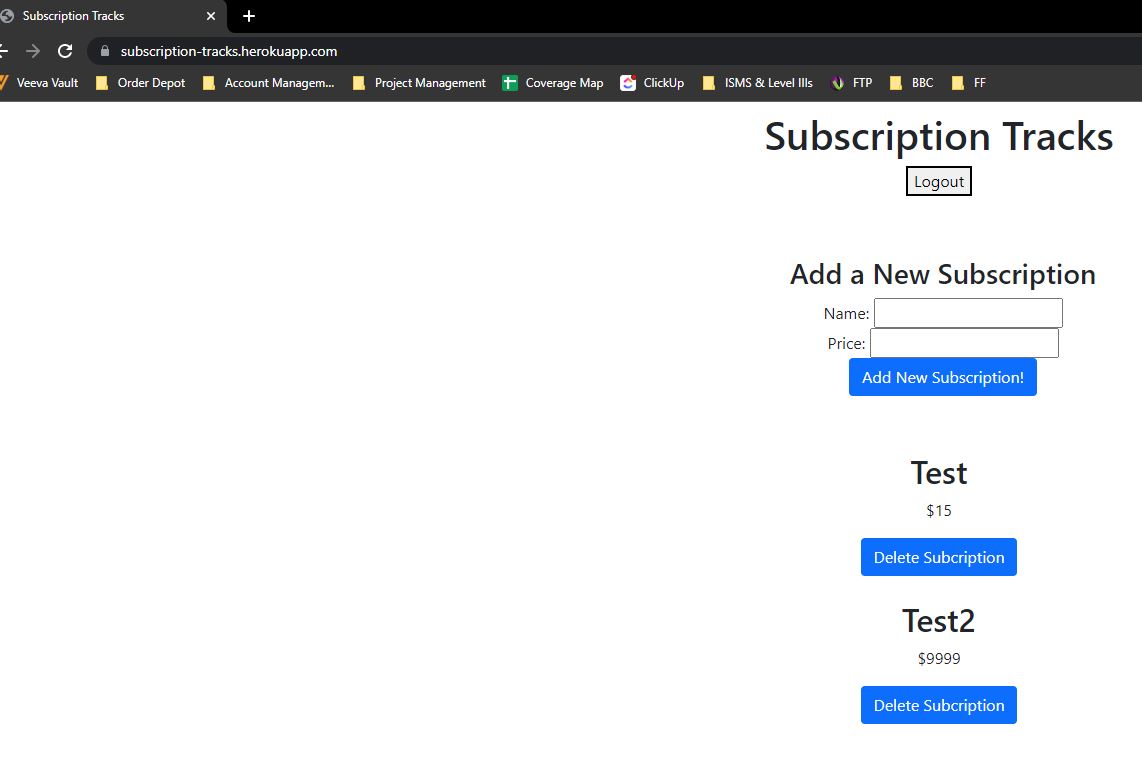 Subscription Tracks
subscription-tracks.herokuapp.com
Veeva Vault Order Depot Account Managem... Project Management Coverage Map ClickUp ISMS & Level IIIs FTP BBC FF
Subscription Tracks
Logout
Add a New Subscription
Name:
Price:
Add New Subscription!
Test
$15
Delete Subcription
Test2
$9999
Delete Subcription